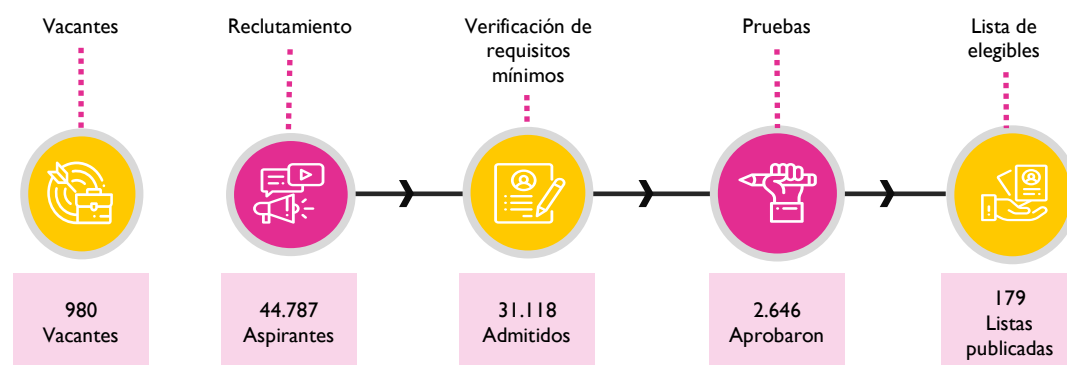 Vacantes
Reclutamiento
Verificación de
requisitos
mínimos
Pruebas
Lista de
elegibles
980
Vacantes
44.787
Aspirantes
31.118
Admitidos
2.646
Aprobaron
179
Listas
publicadas